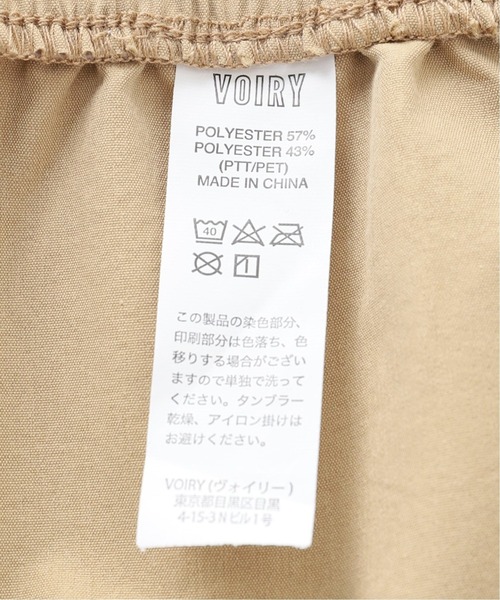 VOIRY
POLYESTER 57%
POLYESTER 43%
(PTT/PET)
MADE IN CHINA
40
この製品の染色部分、
印刷部分は色落ち、色
移りする場合がござい
ますので単独で洗って
ください。タンブラー
乾燥、アイロン掛けは
お避けください。
VOIRY (ヴォイリー)
東京都目黒区目黒
4-15-3 N ビル1号